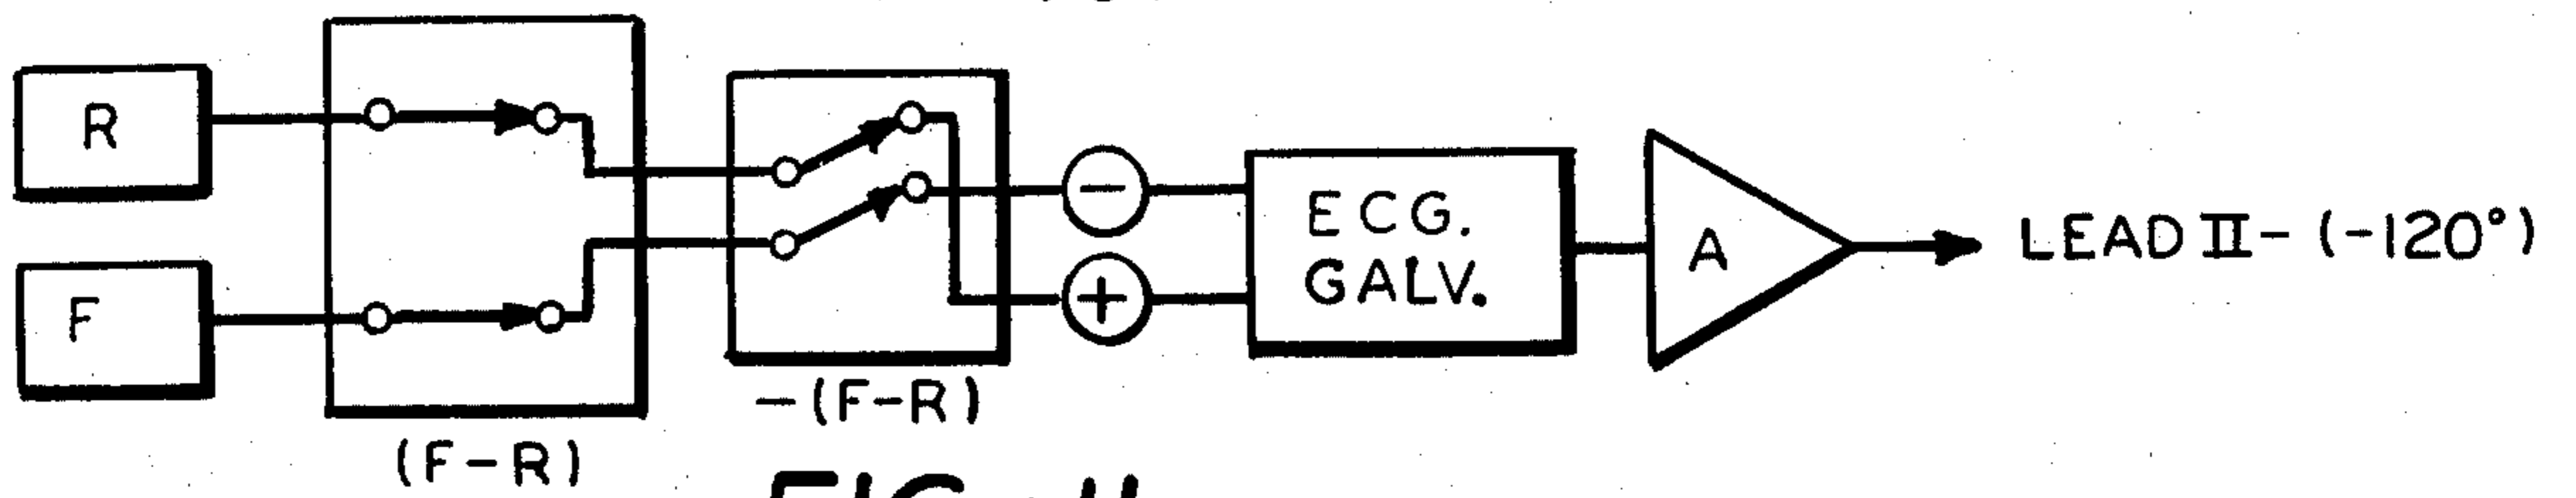 R
F
(F-R)
-(F-R)
−
+
ECG.
GALV.
A
LEAD II- (-120°)